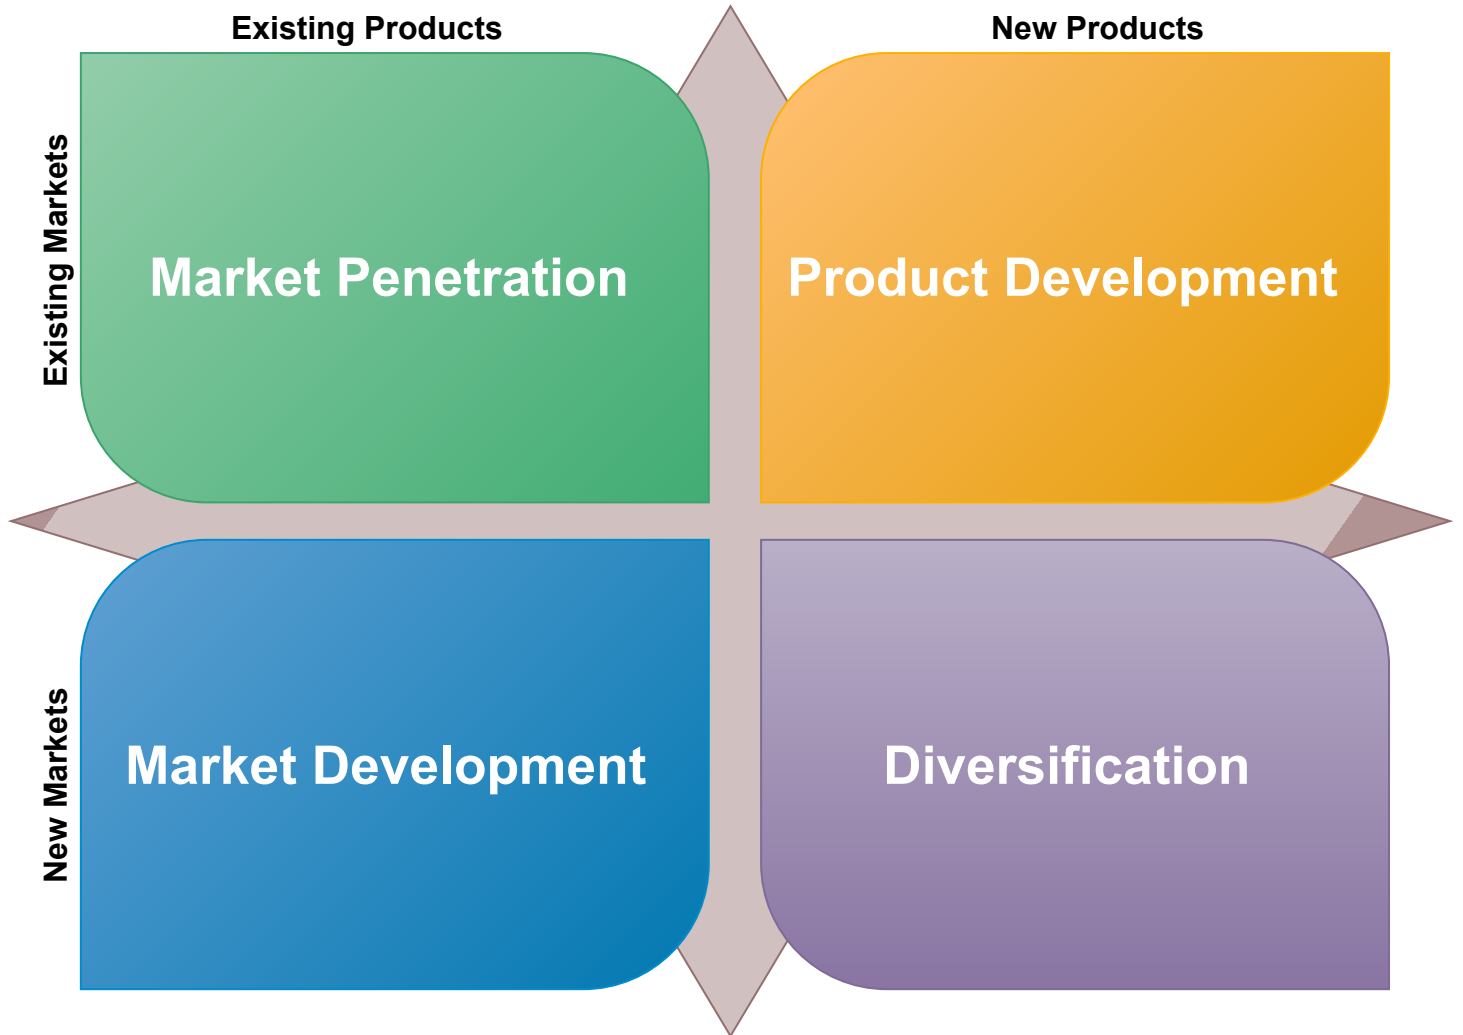 Existing Products
New Products
Existing Markets
Market Penetration
Product Development
New Markets
Market Development
Diversification